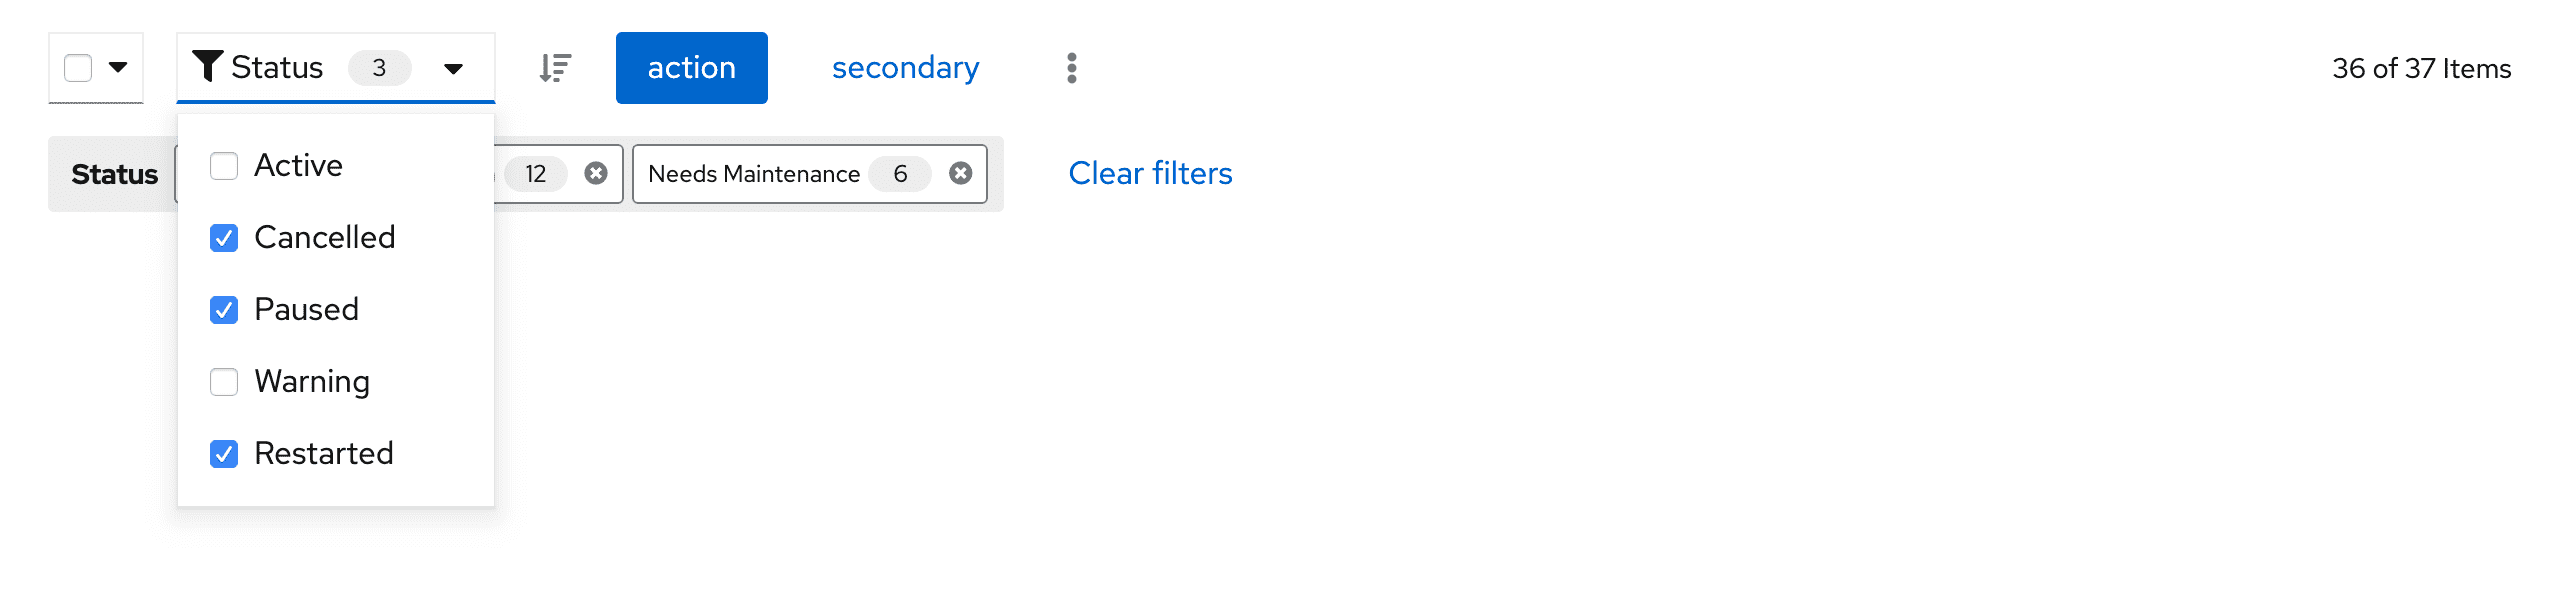 Status 3 action secondary 36 of 37 Items
Status 12 Needs Maintenance 6 Clear filters
Active
Cancelled
Paused
Warning
Restarted